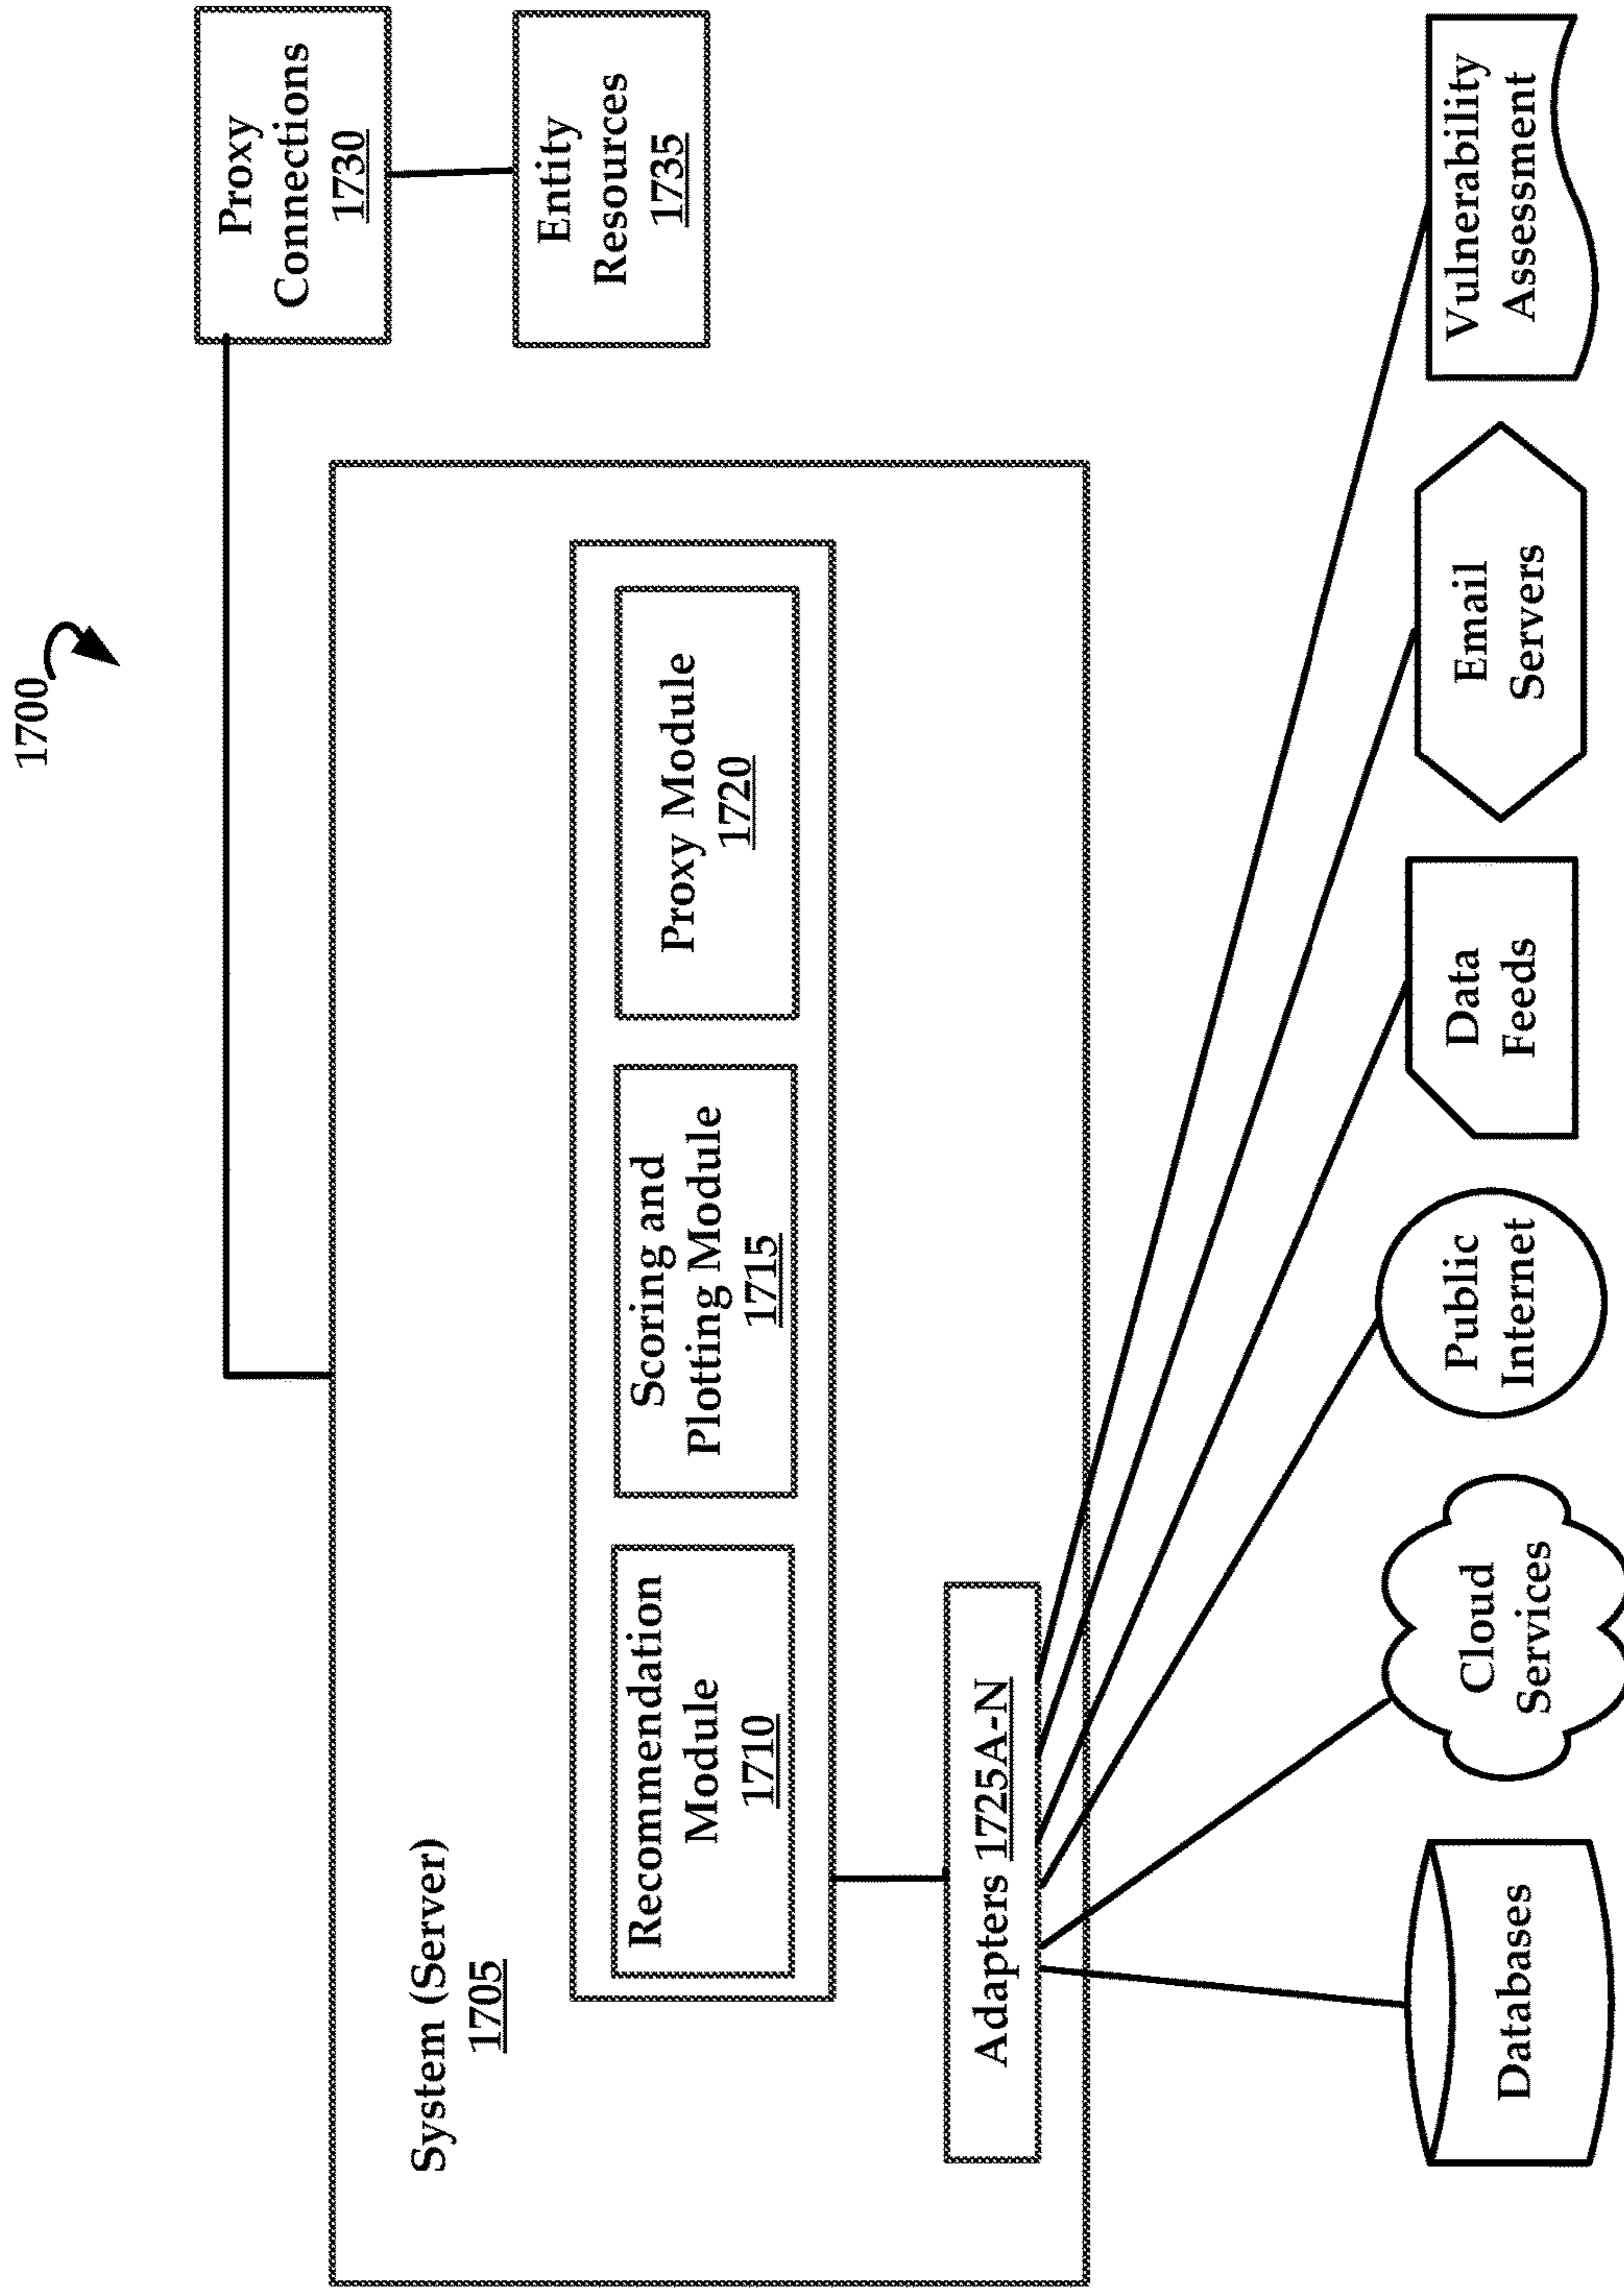 1700
Proxy
Connections
1730
Entity
Resources
1735
System (Server)
1705
Recommendation
Module
1710
Scoring and
Plotting Module
1715
Proxy Module
1720
Adapters 1725A-N
Databases
Cloud
Services
Public
Internet
Data
Feeds
Email
Servers
Vulnerability
Assessment